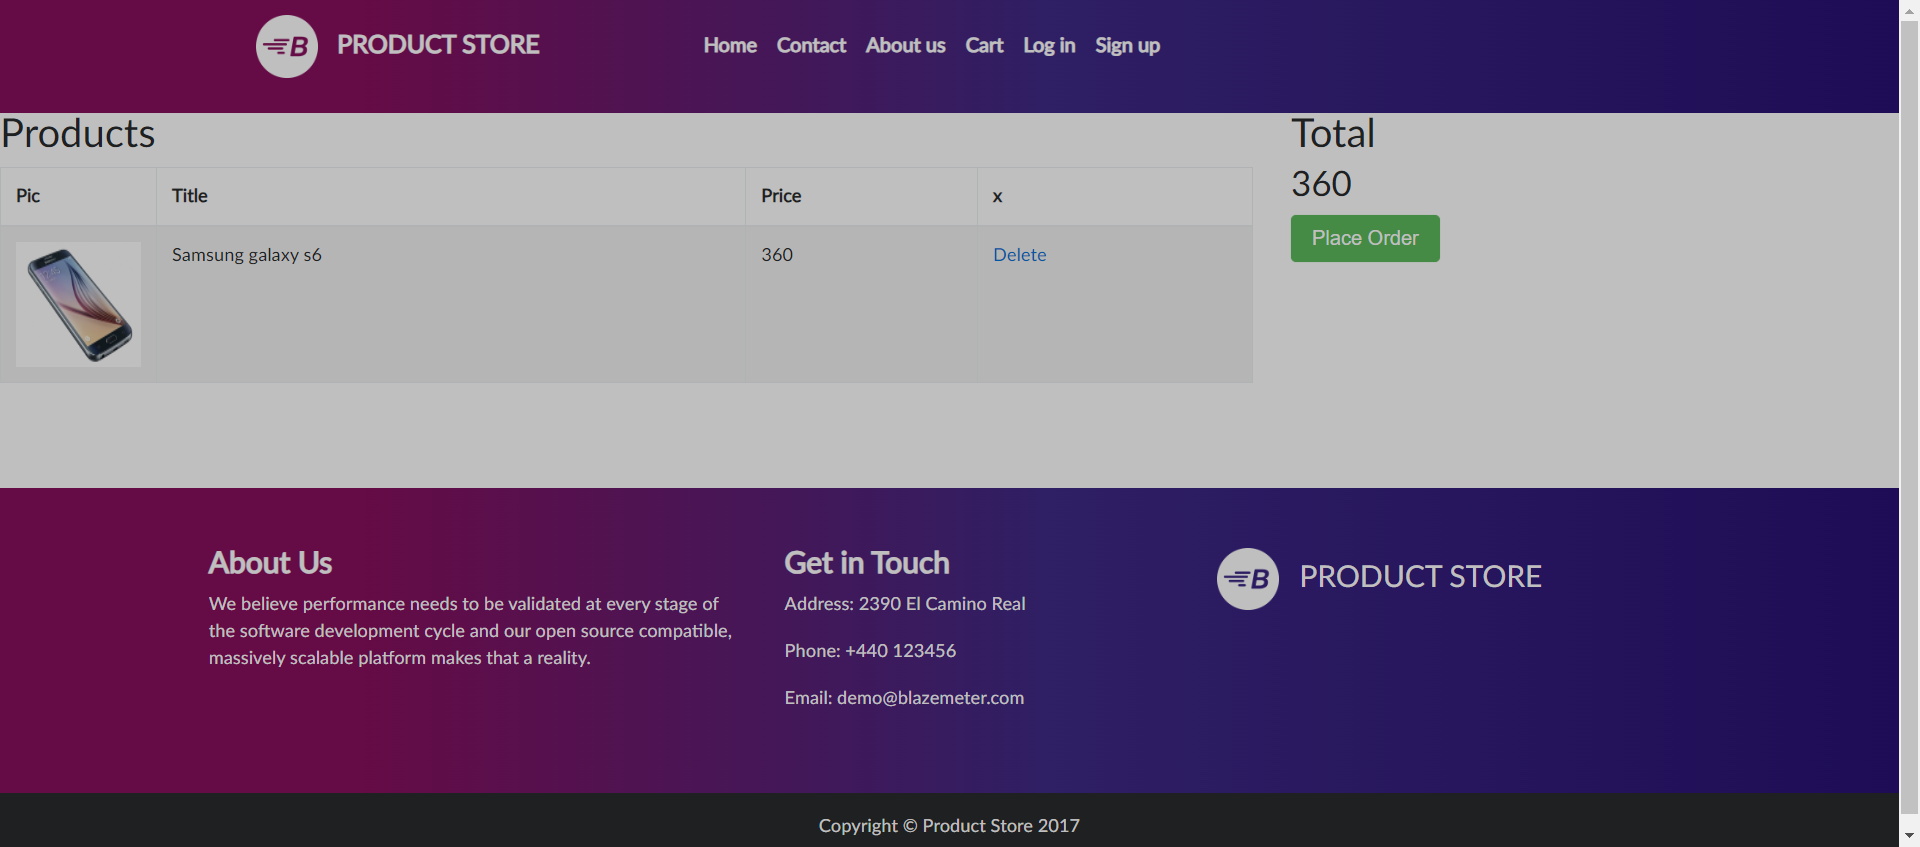 B PRODUCT STORE Home Contact About us Cart Log in Sign up
Products
Pic Title Price x
Samsung galaxy s6 360 Delete
Total
360
Place Order
About Us
We believe performance needs to be validated at every stage of
the software development cycle and our open source compatible,
massively scalable platform makes that a reality.
Get in Touch
Address: 2390 El Camino Real
Phone: +440 123456
Email: demo@blazemeter.com
B PRODUCT STORE
Copyright © Product Store 2017